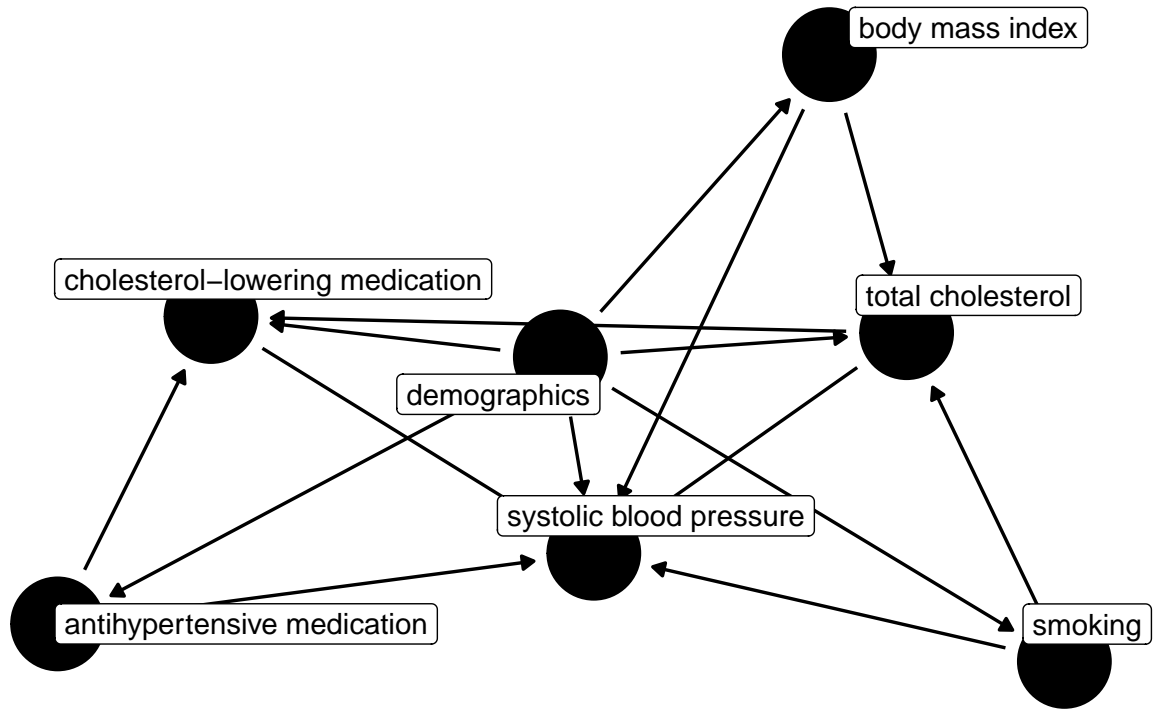 body mass index
cholesterol−lowering medication
total cholesterol
demographics
systolic blood pressure
antihypertensive medication
smoking